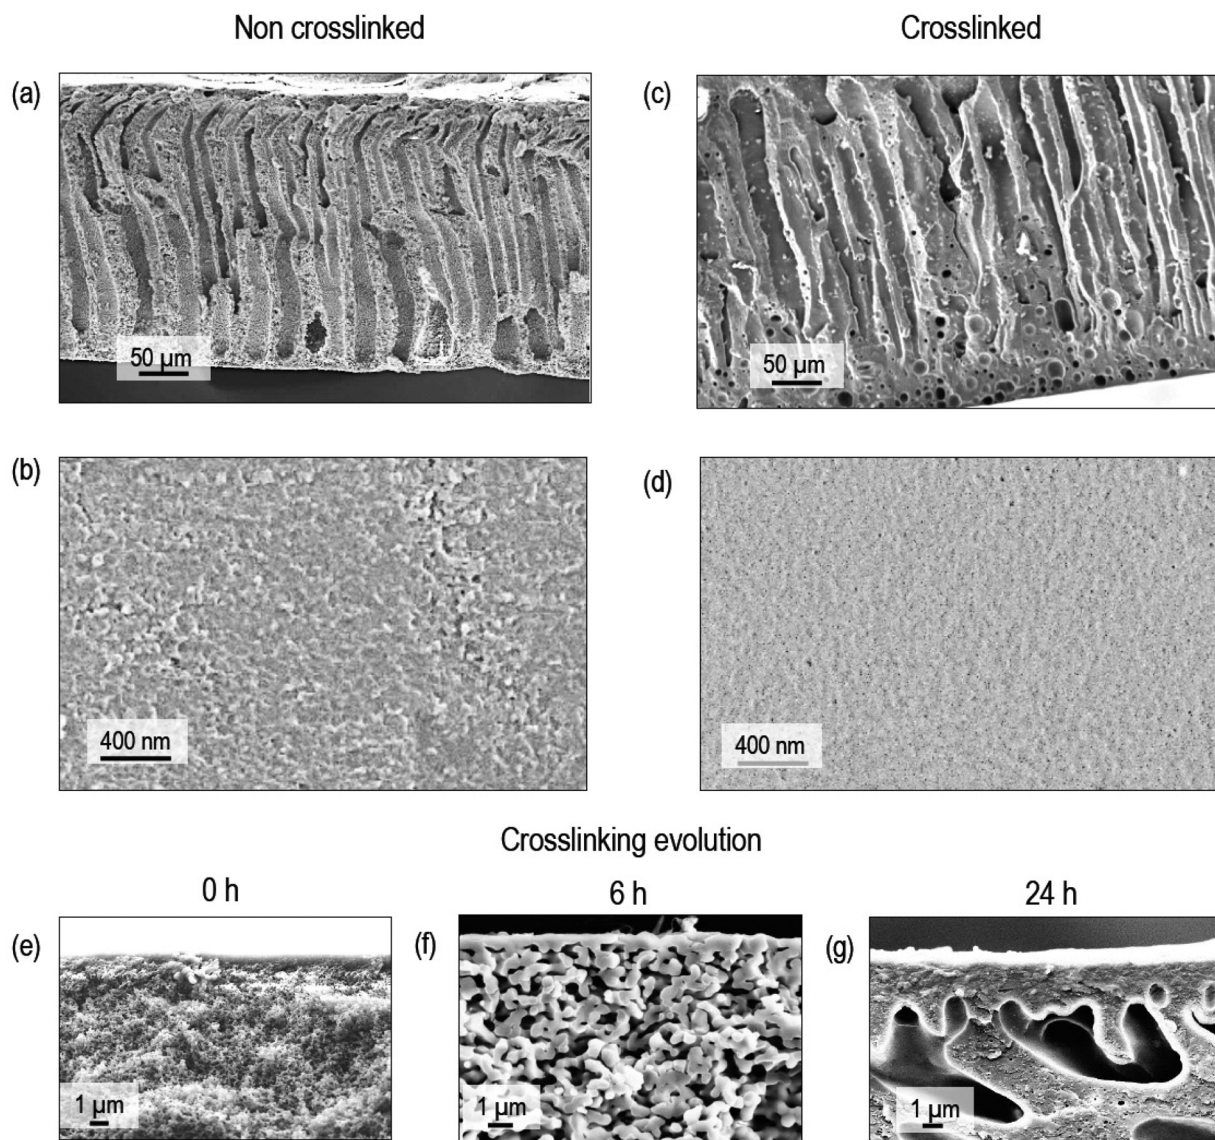 Non crosslinked
Crosslinked
(a)
(c)
50 µm
50 µm
(b)
(d)
400 nm
400 nm
Crosslinking evolution
0 h
6 h
24 h
(e)
(f)
(g)
1 µm
1 µm
1 µm